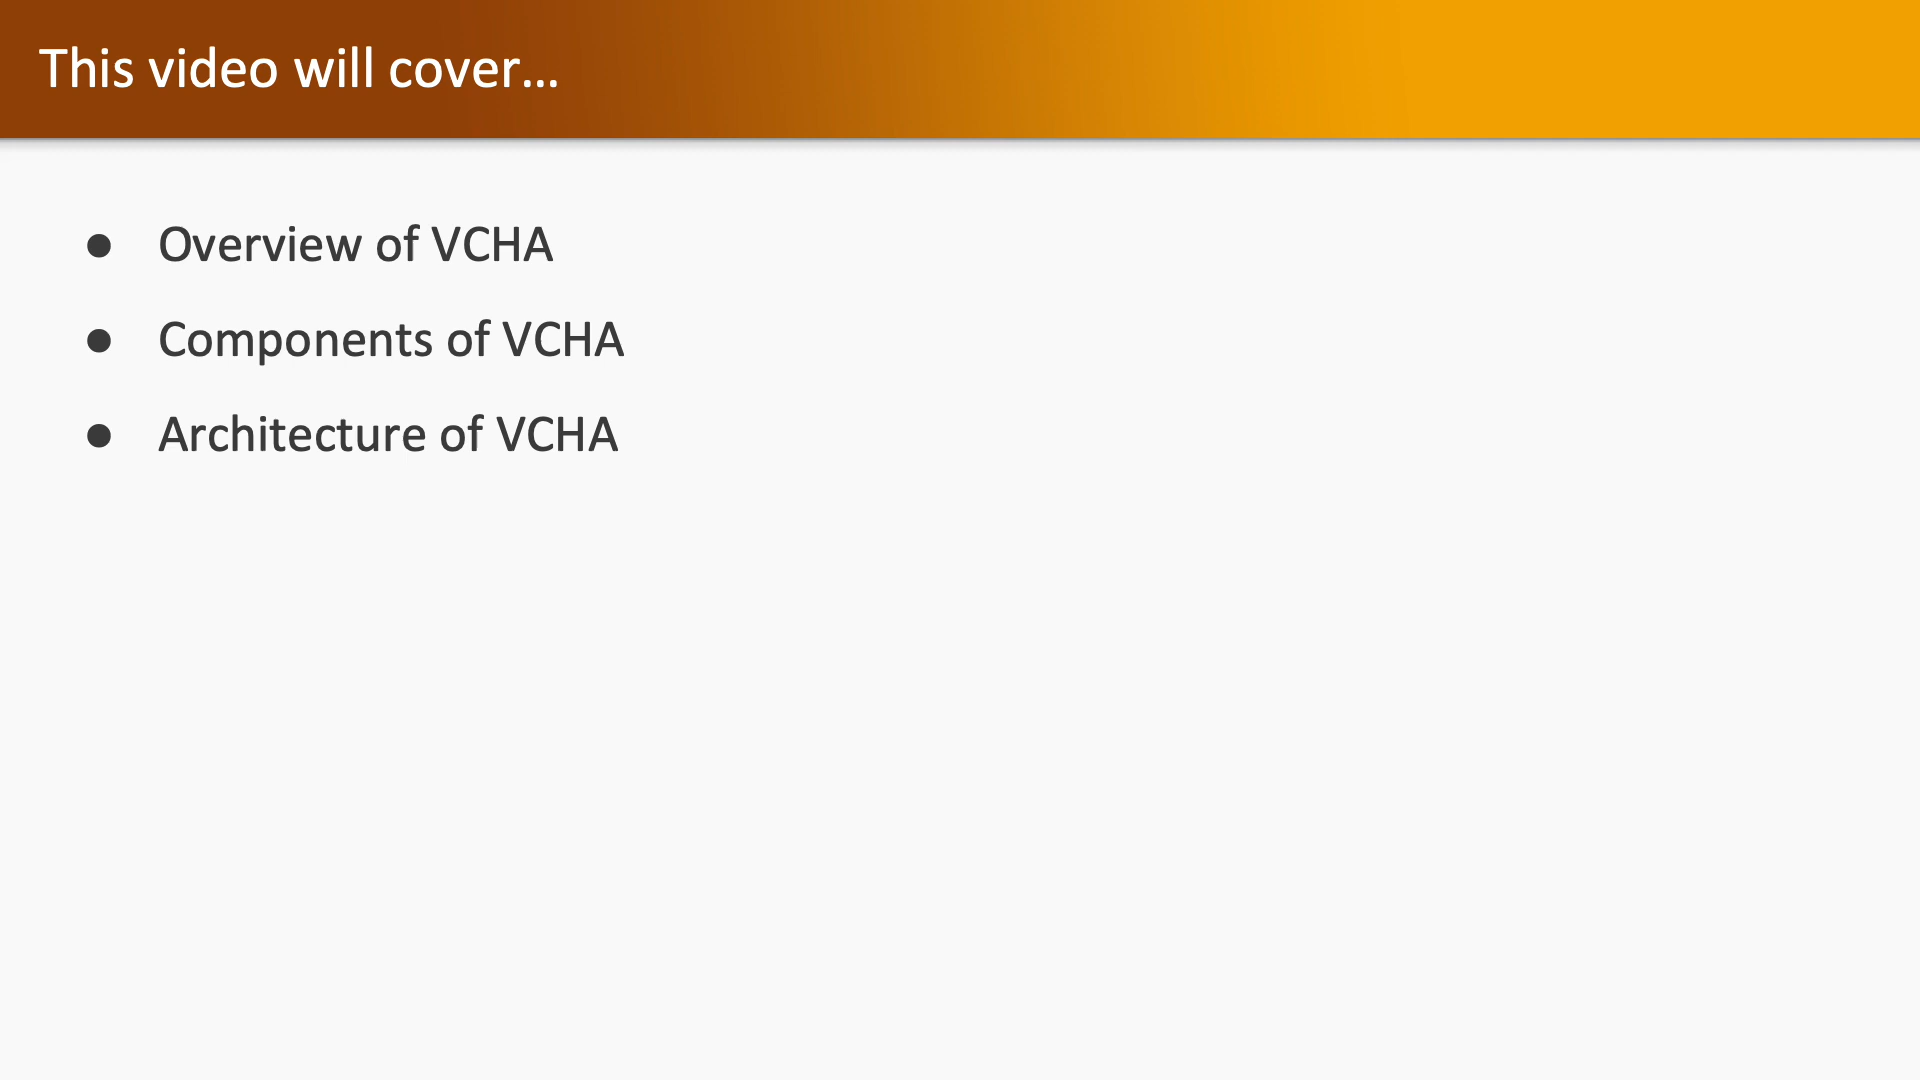 This video will cover...
● Overview of VCHA
● Components of VCHA
● Architecture of VCHA